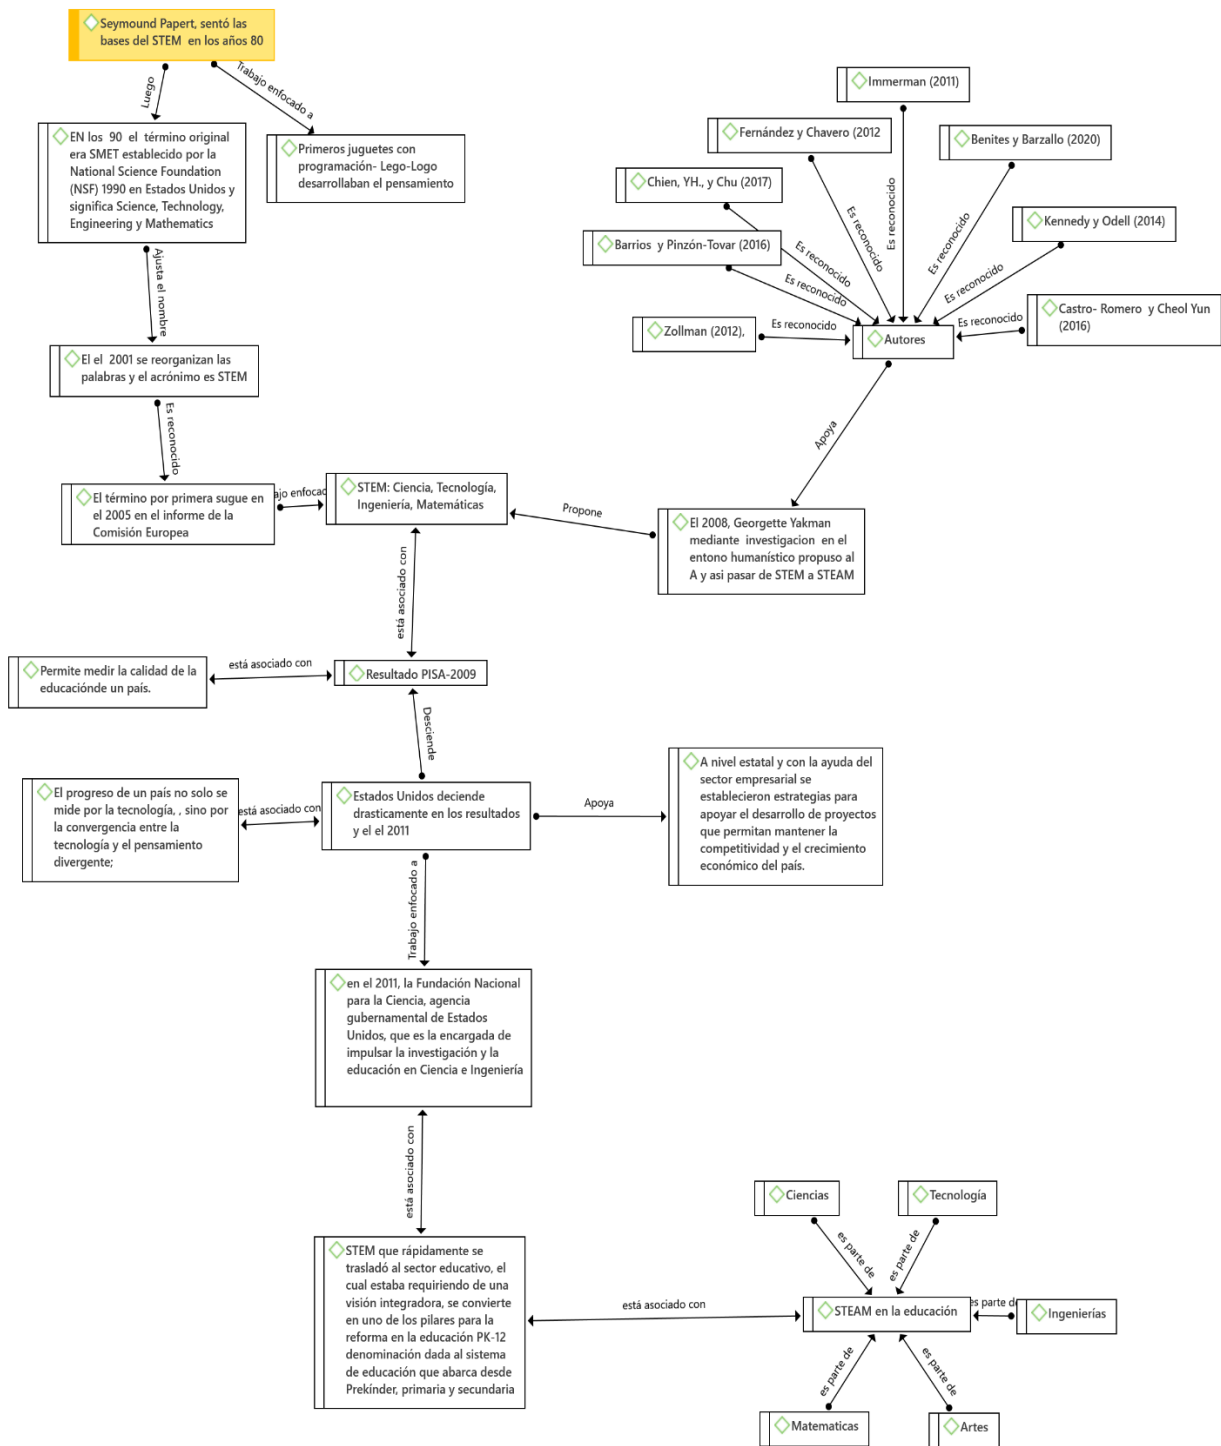 Seymound Papert, sentó las
bases del STEM en los años 80
Luego
Trabajo enfocado a
EN los 90 el término original
era SMET establecido por la
National Science Foundation
(NSF) 1990 en Estados Unidos y
significa Science, Technology,
Engineering y Mathematics
Primeros juguetes con
programación- Lego-Logo
desarrollaban el pensamiento
Ajusta el nombre
El el 2001 se reorganizan las
palabras y el acrónimo es STEM
Es reconocido
El término por primera sugue en
el 2005 en el informe de la
Comisión Europea
ajo enfocad
STEM: Ciencia, Tecnología,
Ingeniería, Matemáticas
Immerman (2011)
Fernández y Chavero (2012
Benites y Barzallo (2020)
Chien, YH., y Chu (2017)
Kennedy y Odell (2014)
Barrios y Pinzón-Tovar (2016)
Castro- Romero y Cheol Yun
(2016)
Zollman (2012),
Es reconocido
Es reconocido
Es reconocido
Es reconocido
Es reconocido
Es reconocido
Es reconocido
Es reconocido
Autores
Apoya
Propone
El 2008, Georgette Yakman
mediante investigacion en el
entono humanístico propuso al
A y asi pasar de STEM a STEAM
está asociado con
Permite medir la calidad de la
educaciónde un país.
está asociado con
Resultado PISA-2009
Desciende
El progreso de un país no solo se
mide por la tecnología, , sino por
la convergencia entre la
tecnología y el pensamiento
divergente;
está asociado con
Estados Unidos deciende
drasticamente en los resultados
y el el 2011
Apoya
A nivel estatal y con la ayuda del
sector empresarial se
establecieron estrategias para
apoyar el desarrollo de proyectos
que permitan mantener la
competitividad y el crecimiento
económico del país.
Trabajo enfocado a
en el 2011, la Fundación Nacional
para la Ciencia, agencia
gubernamental de Estados
Unidos, que es la encargada de
impulsar la investigación y la
educación en Ciencia e Ingeniería
está asociado con
STEM que rápidamente se
trasladó al sector educativo, el
cual estaba requiriendo de una
visión integradora, se convierte
en uno de los pilares para la
reforma en la educación PK-12
denominación dada al sistema
de educación que abarca desde
Prekínder, primaria y secundaria
está asociado con
Ciencias
Tecnología
es parte de
es parte de
STEAM en la educación
es parte de
Ingenierías
es parte de
es parte de
Matematicas
Artes